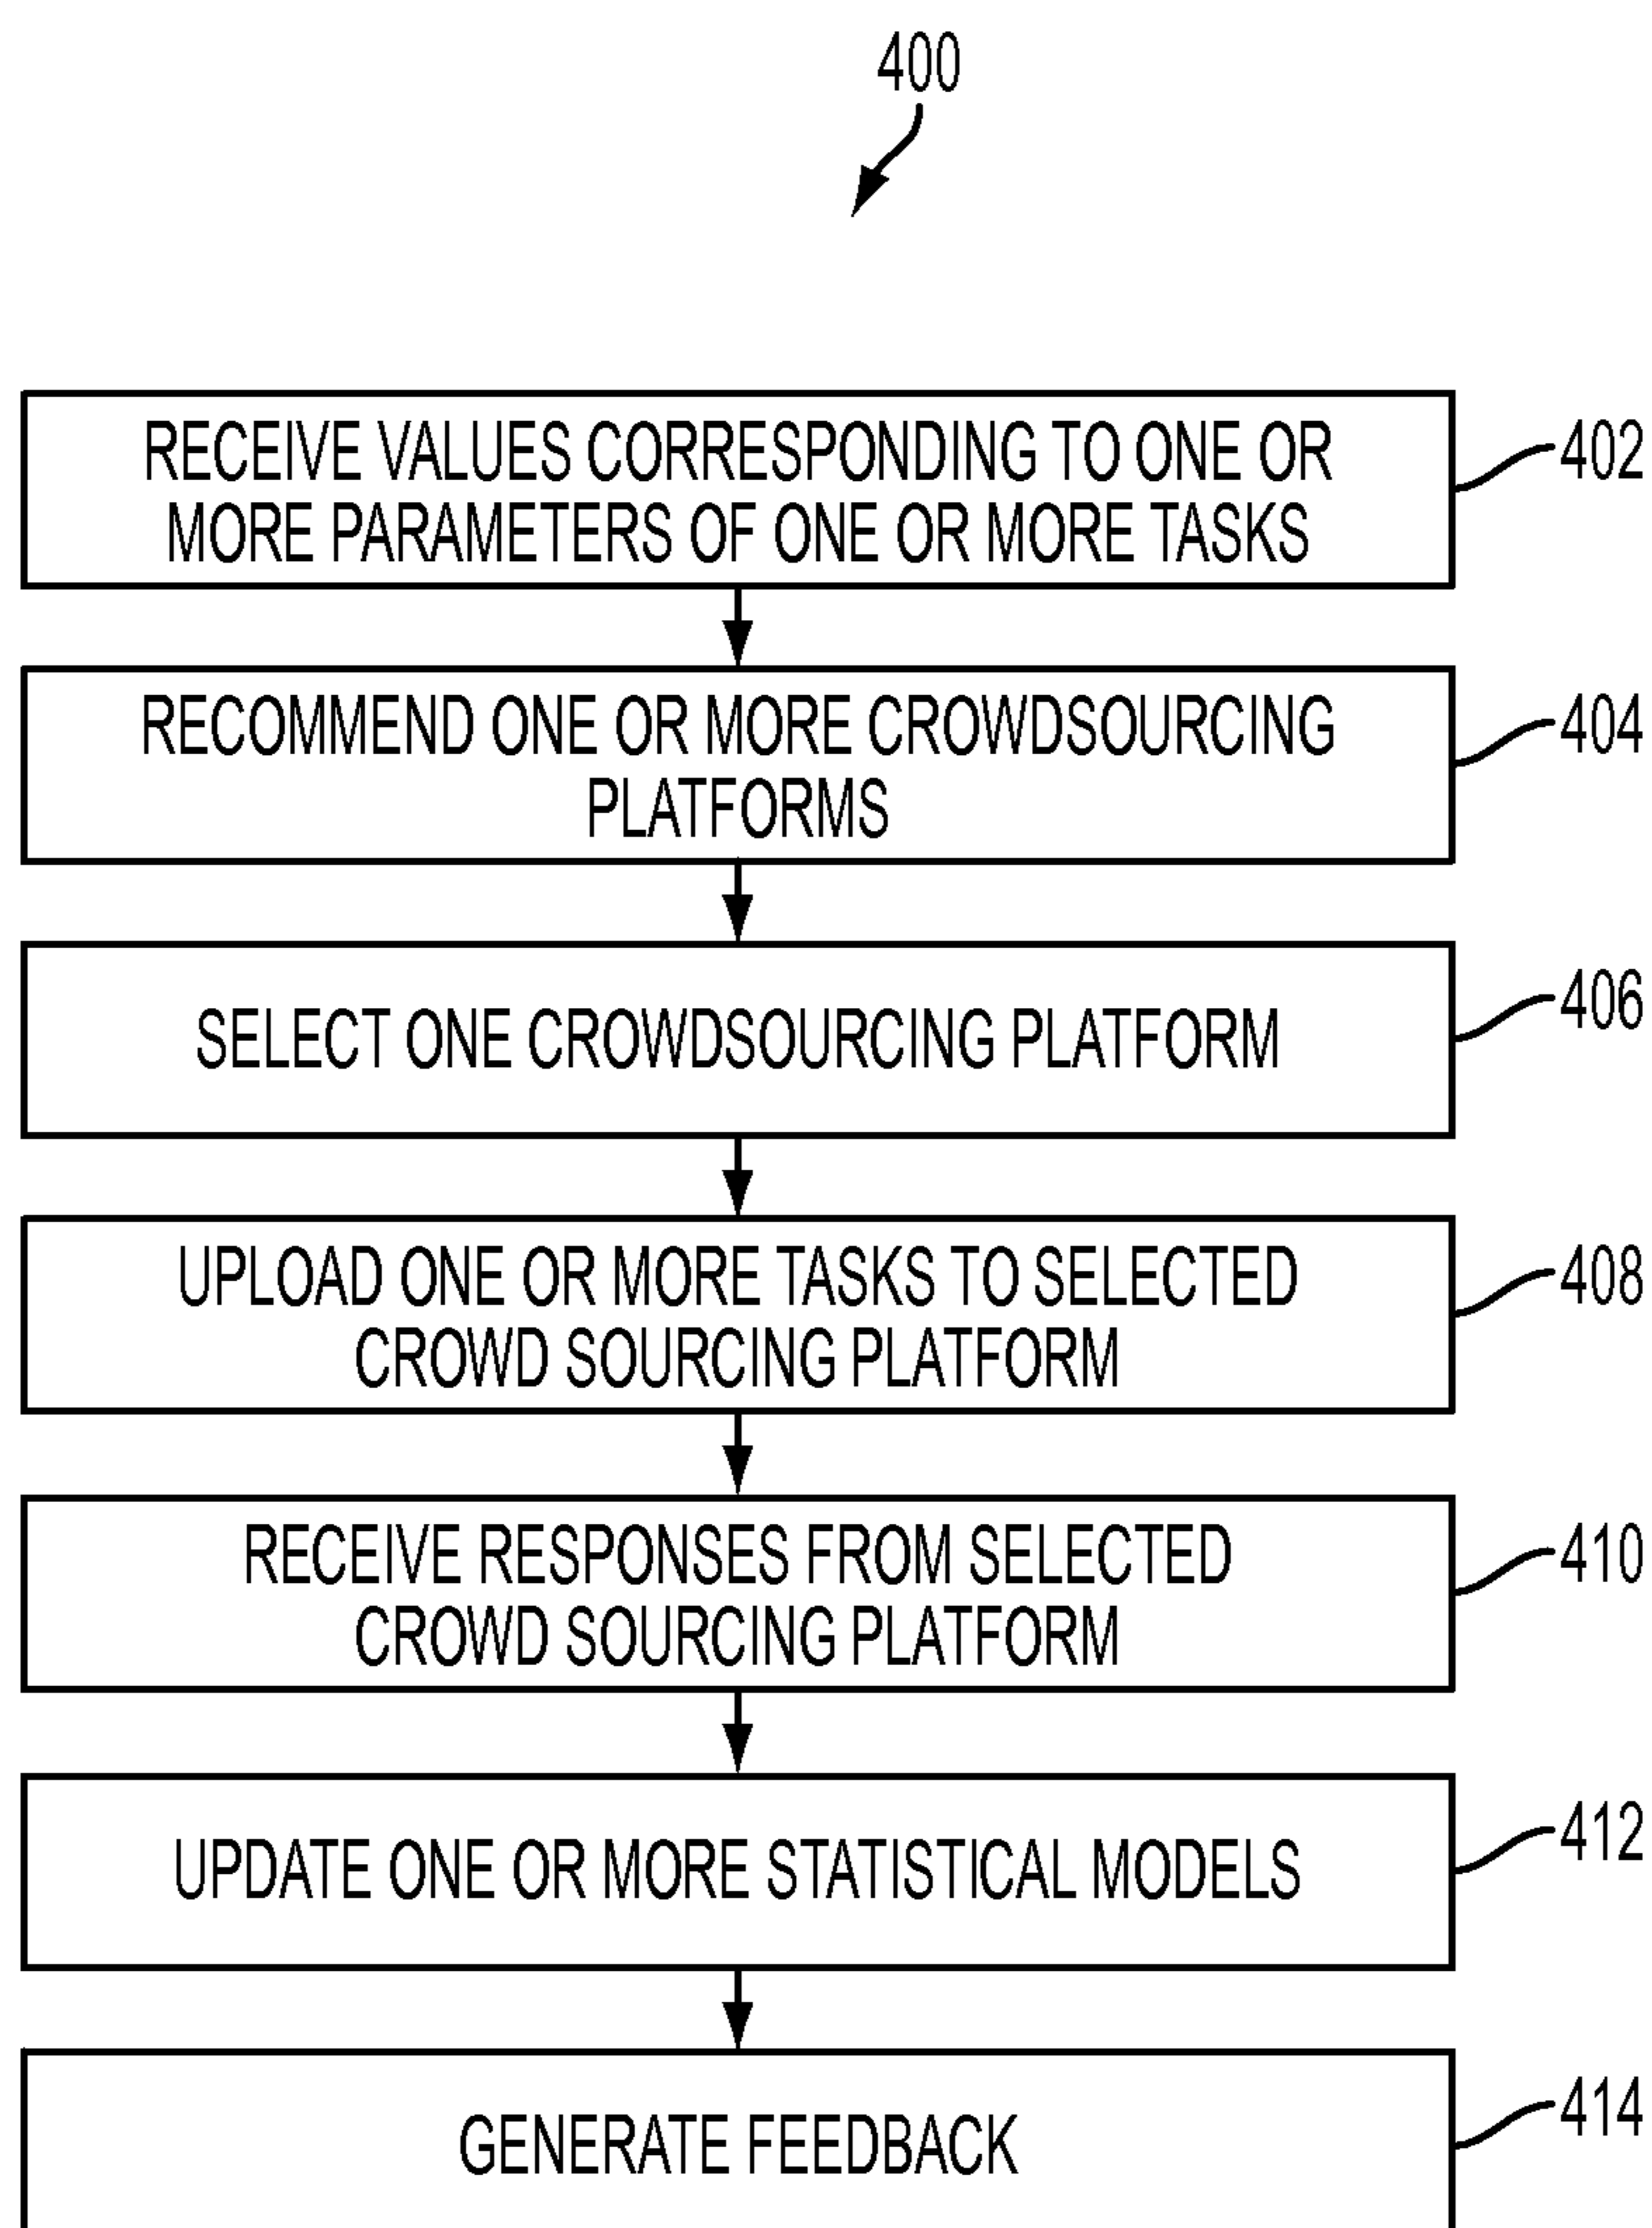 400
RECEIVE VALUES CORRESPONDING TO ONE OR
MORE PARAMETERS OF ONE OR MORE TASKS
402
RECOMMEND ONE OR MORE CROWDSOURCING
PLATFORMS
404
SELECT ONE CROWDSOURCING PLATFORM
406
UPLOAD ONE OR MORE TASKS TO SELECTED
CROWD SOURCING PLATFORM
408
RECEIVE RESPONSES FROM SELECTED
CROWD SOURCING PLATFORM
410
UPDATE ONE OR MORE STATISTICAL MODELS
412
GENERATE FEEDBACK
414